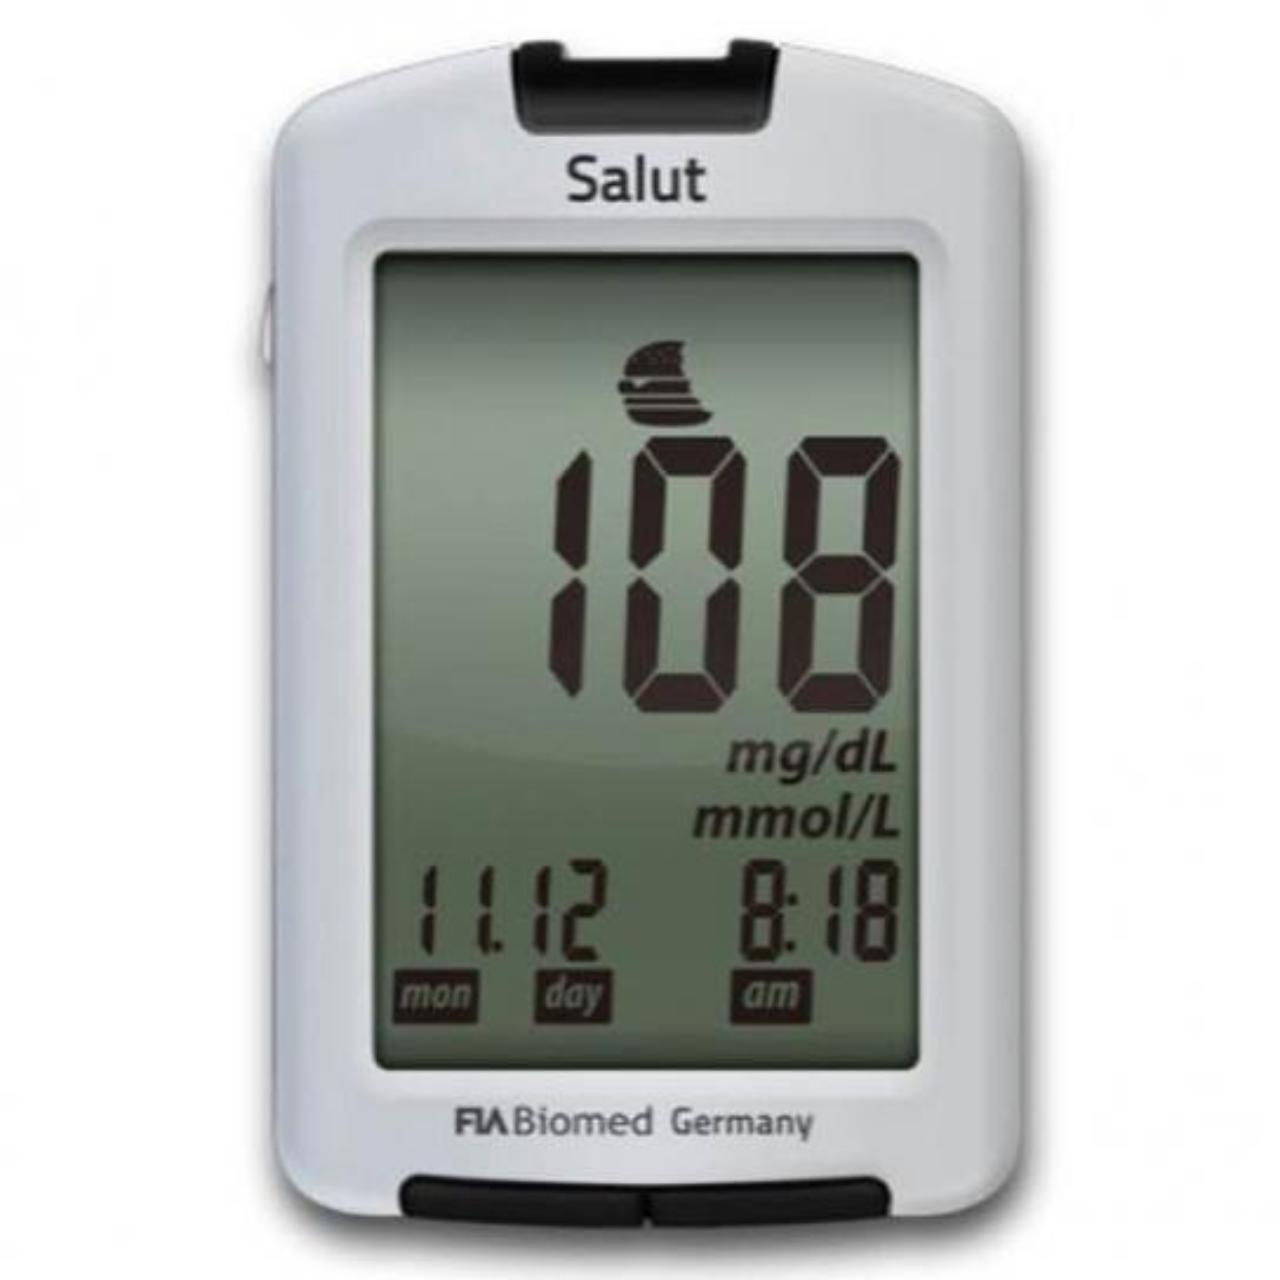 Salut
108
mg/dL
mmol/L
11.12 8:18
mon day am
FIA Biomed Germany